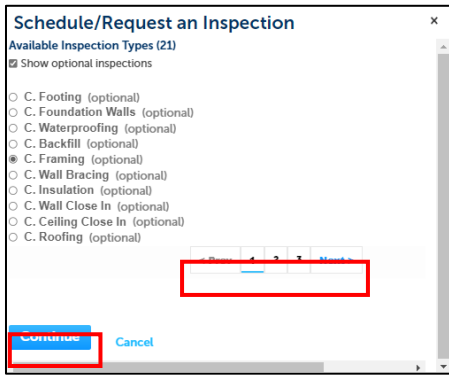 Schedule/Request an Inspection ×
Available Inspection Types (21)
Show optional inspections
C. Footing (optional)
C. Foundation Walls (optional)
C. Waterproofing (optional)
C. Backfill (optional)
C. Framing (optional)
C. Wall Bracing (optional)
C. Insulation (optional)
C. Wall Close In (optional)
C. Ceiling Close In (optional)
C. Roofing (optional)
< Prev 1 2 3 Next >
Continue Cancel